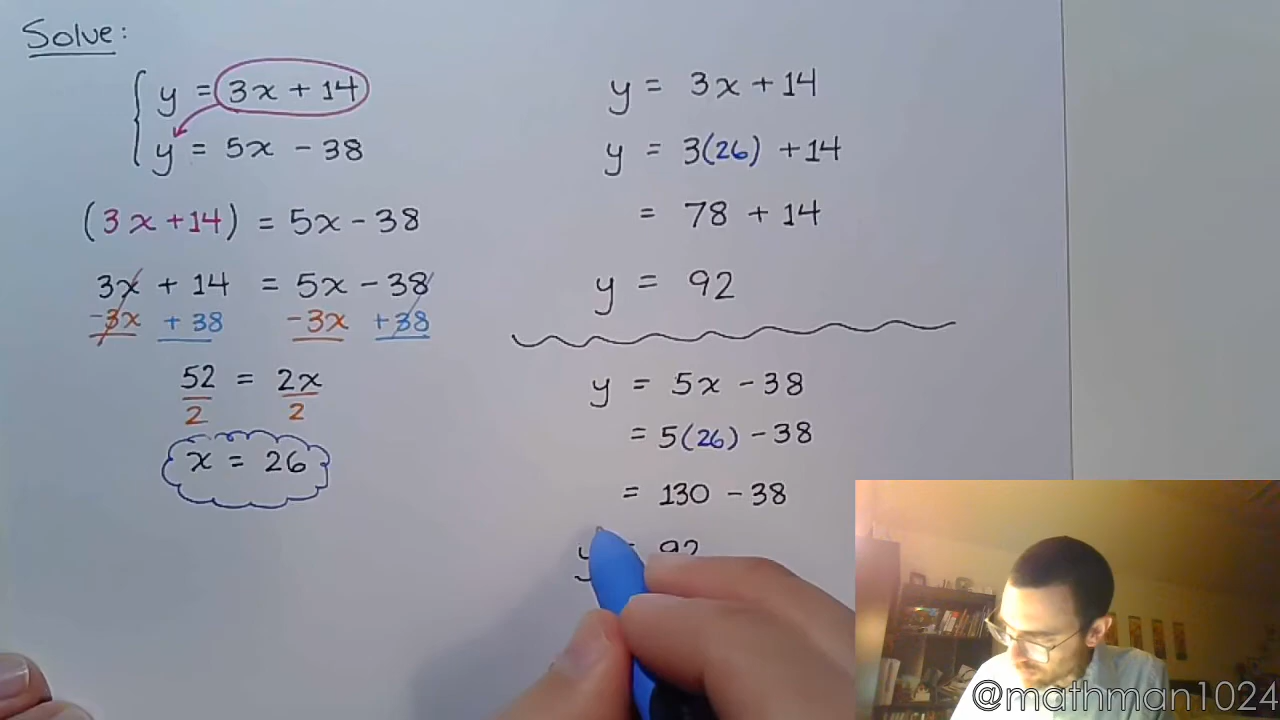 Solve:
y = 3x + 14
y = 5x - 38
(3x + 14) = 5x - 38
3x + 14 = 5x - 38
-3x + 38 -3x + 38
52 = 2x
2 2
x = 26
y = 3x + 14
y = 3(26) + 14
= 78 + 14
y = 92
y = 5x - 38
= 5(26) - 38
= 130 - 38
y = 92
@mathman1024